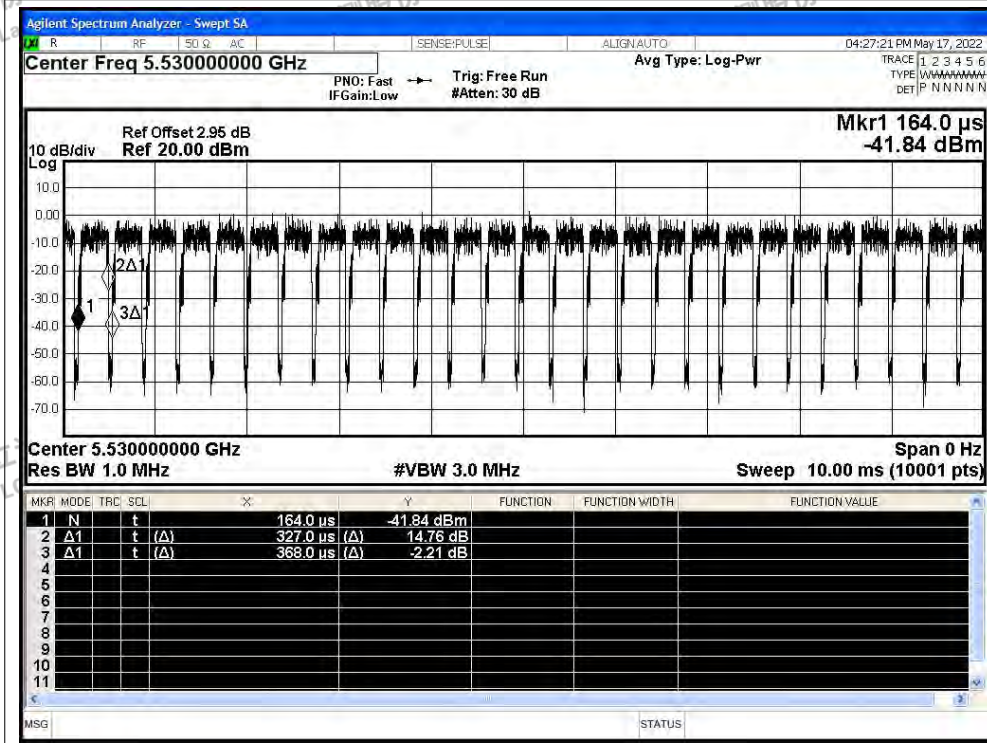 Agilent Spectrum Analyzer - Swept SA
R RF 50 Ω AC SENSE:PULSE ALIGN AUTO 04:27:21 PM May 17, 2022
Center Freq 5.530000000 GHz Avg Type: Log-Pwr TRACE 1 2 3 4 5 6
PNO: Fast Trig: Free Run TYPE
IFGain:Low #Atten: 30 dB DET P N N N N N
Mkr1 164.0 µs
Ref Offset 2.95 dB
10 dB/div Ref 20.00 dBm -41.84 dBm
Log
10.0
0.00
-10.0
2Δ1
-20.0
-30.0
1
3Δ1
-40.0
-50.0
-60.0
-70.0
Center 5.530000000 GHz Span 0 Hz
Res BW 1.0 MHz #VBW 3.0 MHz Sweep 10.00 ms (10001 pts)
MKR MODE TRC SCL X Y FUNCTION FUNCTION WIDTH FUNCTION VALUE
1 N t 164.0 µs -41.84 dBm
2 Δ1 t (Δ) 327.0 µs (Δ) 14.76 dB
3 Δ1 t (Δ) 368.0 µs (Δ) -2.21 dB
4
5
6
7
8
9
10
11
MSG STATUS